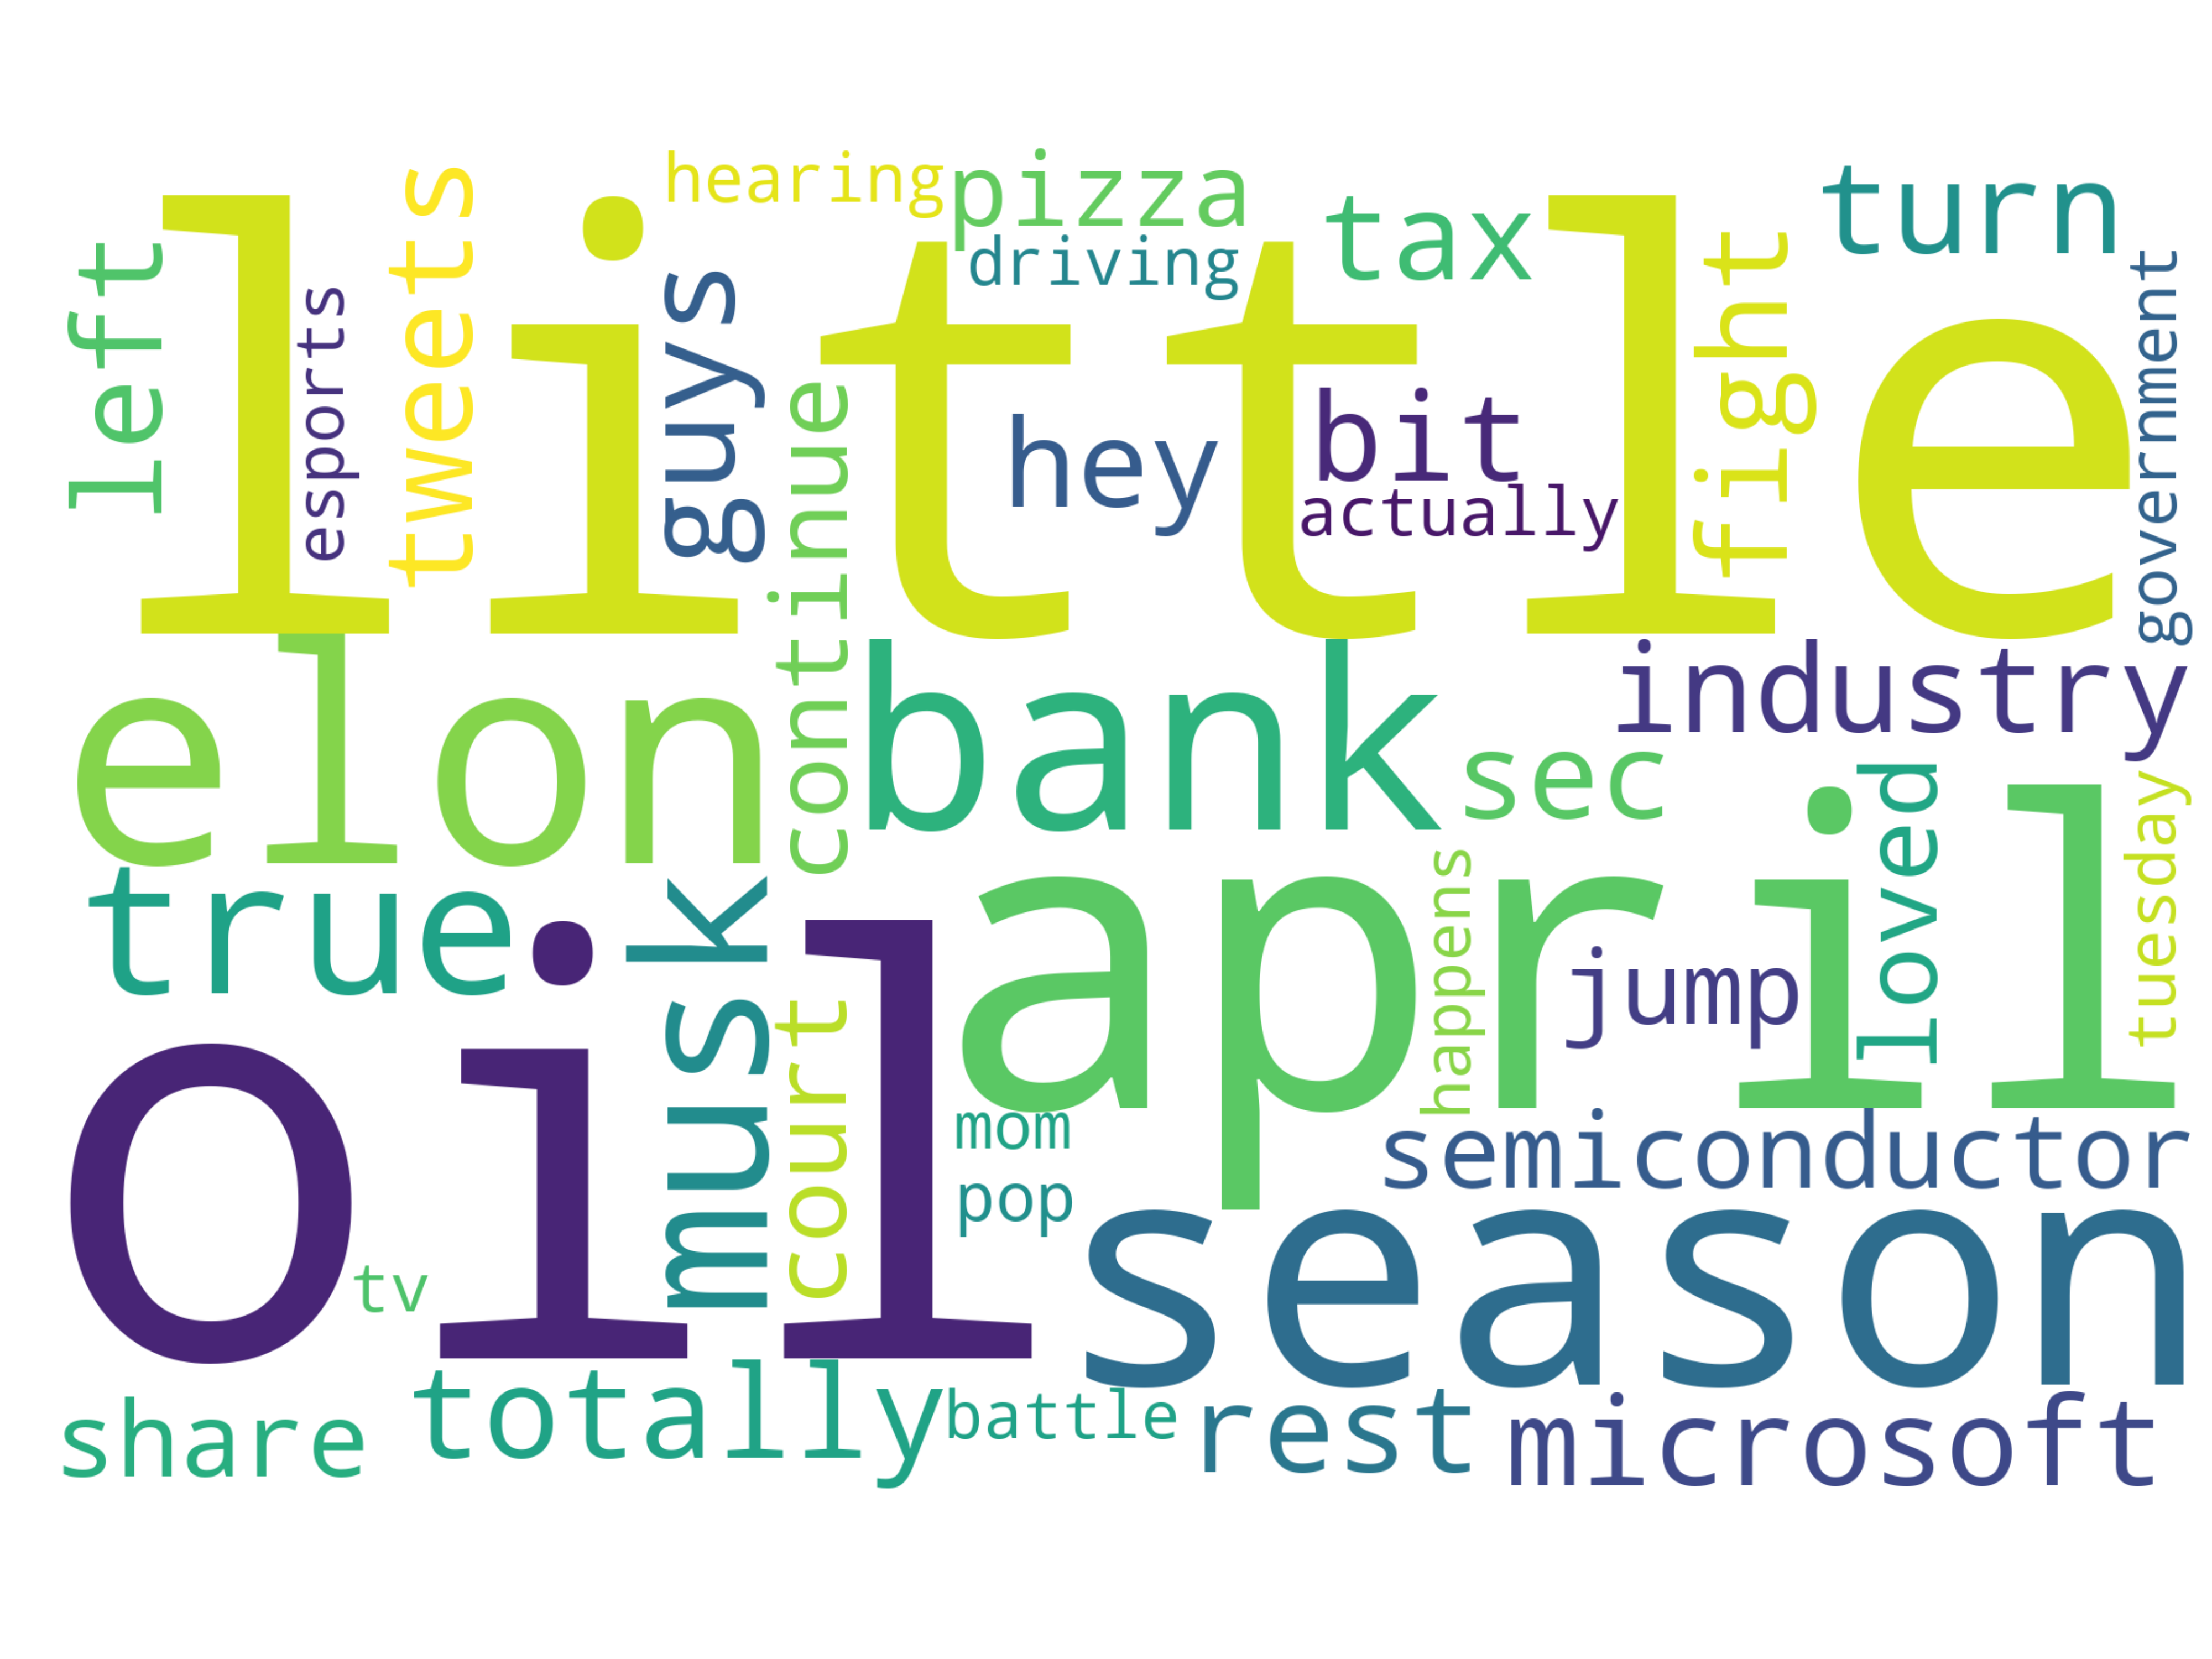 hearing
pizza
turn
tax
driving
left
esports
tweets
little
guys
continue
hey
bit
actually
fight
government
elon
bank
industry
sec
loved
tuesday
true
musk
april
happens
jump
court
mom
pop
semiconductor
oil
tv
season
share
totally
battle
rest
microsoft